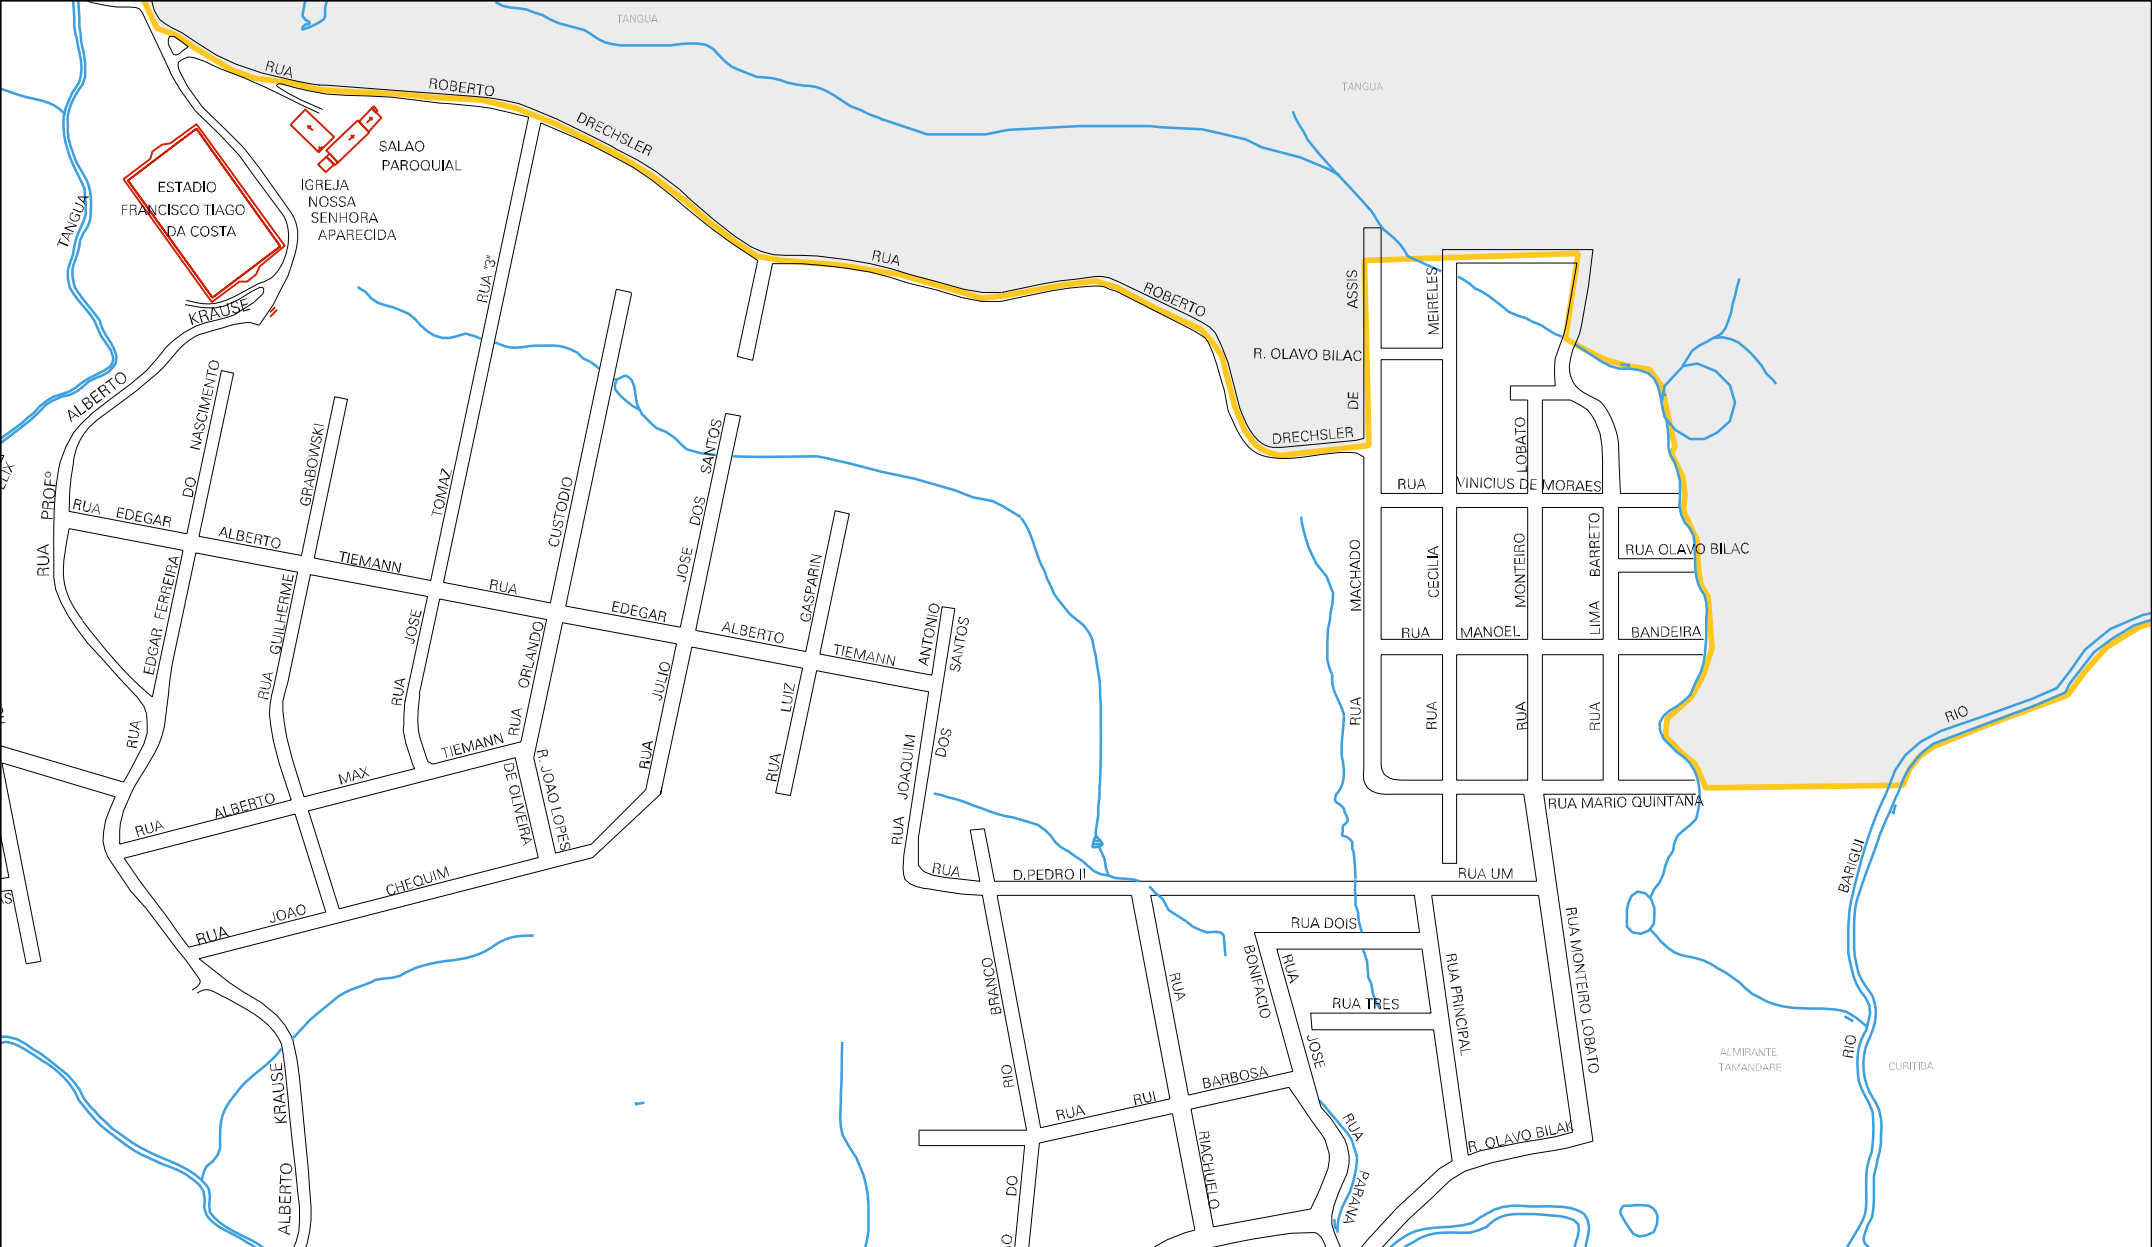 TANGUA
RUA
ROBERTO
DRECHSLER
TANGUA
SALAO
PAROQUIAL
ESTADIO
FRANCISCO TIAGO
DA COSTA
IGREJA
NOSSA
SENHORA
APARECIDA
TANGUA
KRAUSE
ALBERTO
RUA PROFº
RUA "3"
RUA
ROBERTO
DRECHSLER
ASSIS
DE
MACHADO
RUA
MEIRELES
CECILIA
RUA
R. OLAVO BILAC
LOBATO
MONTEIRO
RUA
RUA VINICIUS DE MORAES
BARRETO
LIMA
RUA
RUA OLAVO BILAC
RUA MANOEL BANDEIRA
RUA MARIO QUINTANA
NASCIMENTO
DO
EDGAR FERREIRA
RUA
GRABOWSKI
GUILHERME
RUA
TOMAZ
JOSE
RUA
CUSTODIO
ORLANDO
RUA
SANTOS
DOS
JOSE
JULIO
RUA
GASPARIN
LUIZ
RUA
ANTONIO
JOAQUIM
RUA
SANTOS
DOS
RUA EDEGAR ALBERTO TIEMANN
RUA EDEGAR ALBERTO TIEMANN
RUA ALBERTO MAX TIEMANN
R. JOAO LOPES
DE OLIVEIRA
RUA JOAO CHEQUIM
KRAUSE
ALBERTO
RUA D.PEDRO II
RUA UM
RUA DOIS
RUA TRES
BRANCO
RIO
DO
RUA
RIACHUELO
RUA
JOSE
BONIFACIO
RUA RUI BARBOSA
RUA PRINCIPAL
RUA MONTEIRO LOBATO
R. OLAVO BILAK
RUA
PARANA
RIO
BARIGUI
RIO
ALMIRANTE
TAMANDARE
CURITIBA